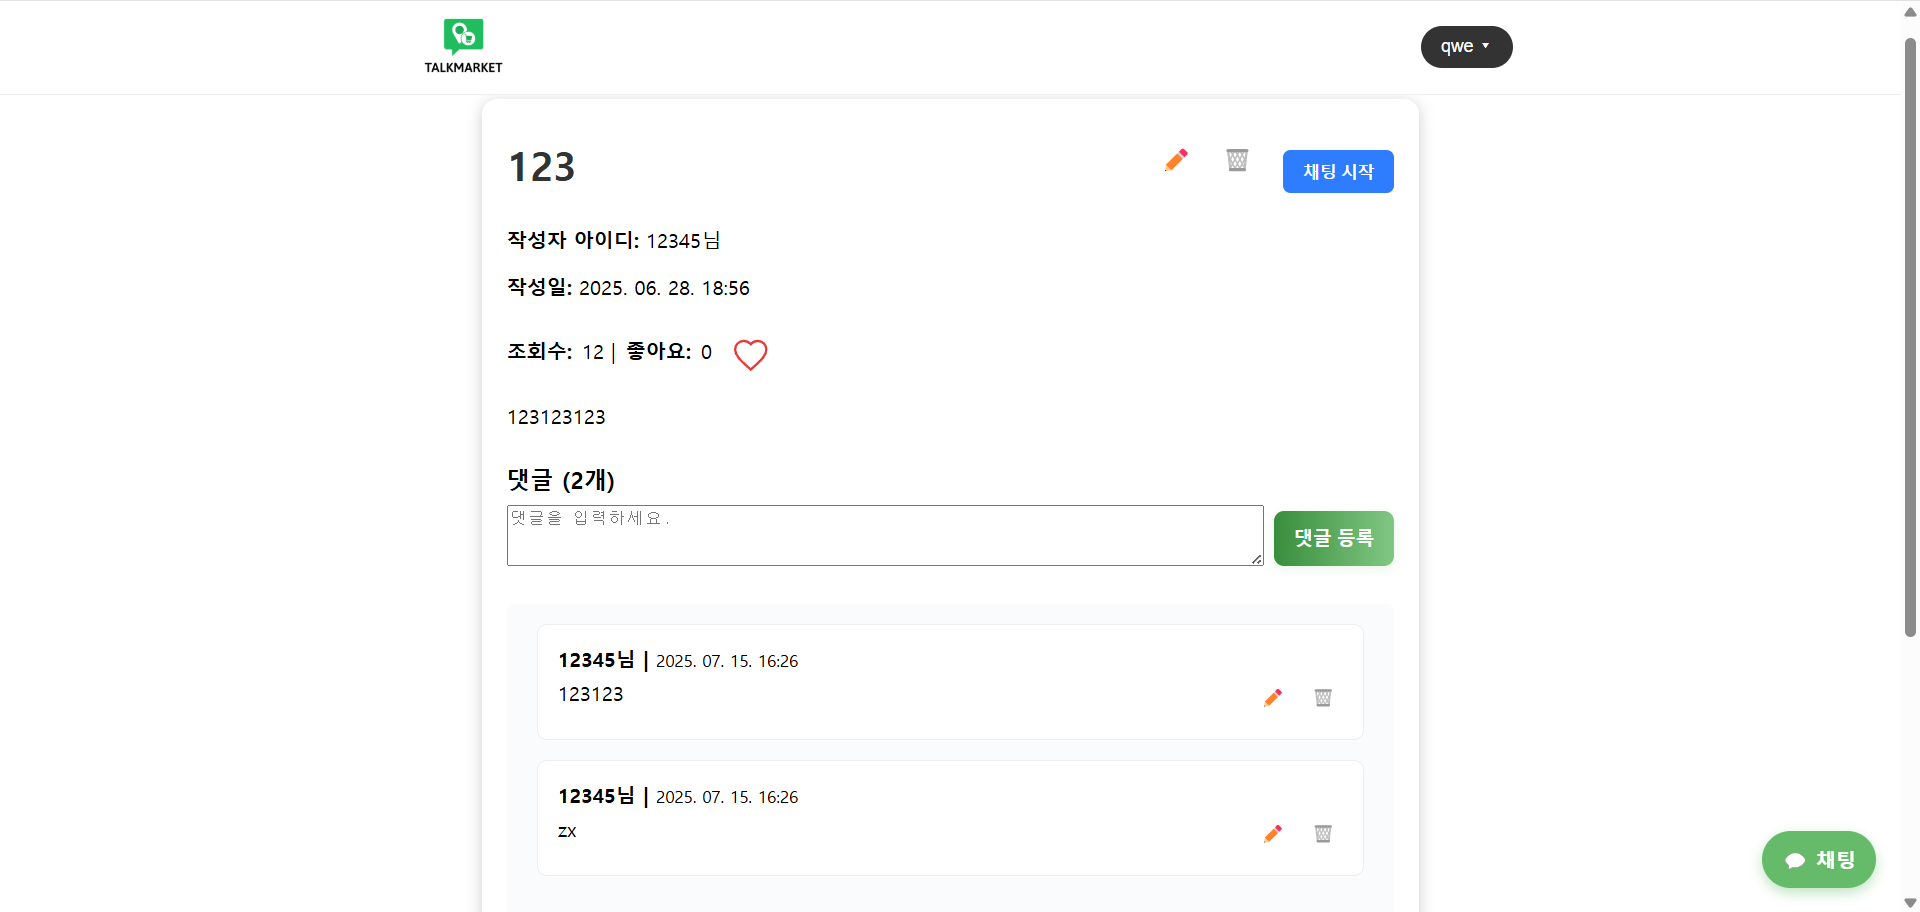 TALKMARKET
qwe
123
채팅 시작
작성자 아이디: 12345님
작성일: 2025. 06. 28. 18:56
조회수: 12 | 좋아요: 0
123123123
댓글 (2개)
댓글을 입력하세요.
댓글 등록
12345님 | 2025. 07. 15. 16:26
123123
12345님 | 2025. 07. 15. 16:26
zx
채팅